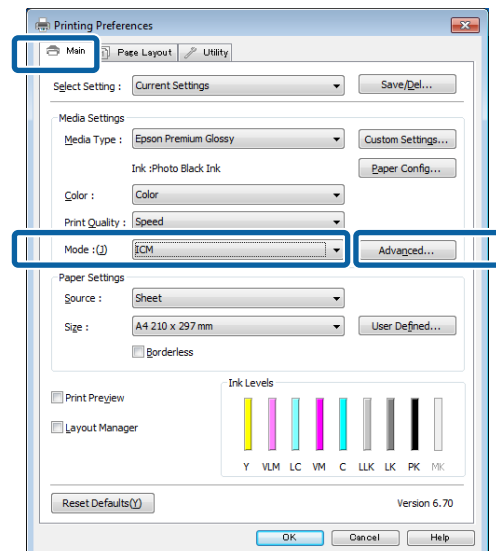 Printing Preferences
Main Page Layout Utility
Select Setting : Current Settings Save/Del...
Media Settings
Media Type : Epson Premium Glossy Custom Settings...
Ink :Photo Black Ink Paper Config...
Color : Color
Print Quality : Speed
Mode :(J) ICM Advanced...
Paper Settings
Source : Sheet
Size : A4 210 x 297 mm User Defined...
Borderless
Ink Levels
Print Preview
Layout Manager
Y VLM LC VM C LLK LK PK MK
Reset Defaults(Y) Version 6.70
OK Cancel Help